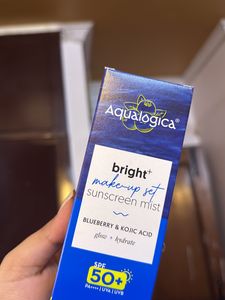 Aqualogica®
bright+
make-up set
sunscreen mist
BLUEBERRY & KOJIC ACID
glow + hydrate
SPF
50+
PA++++ | UVA | UVB